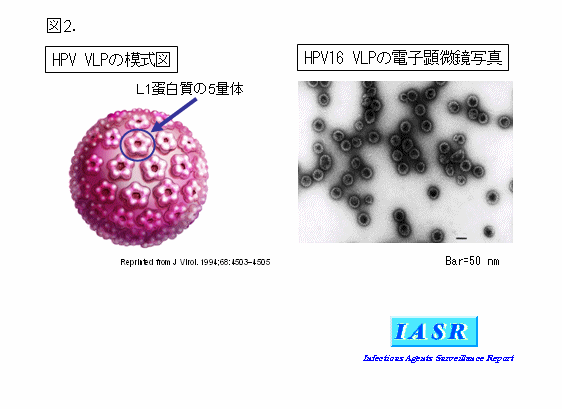 図2.
HPV VLPの模式図
L1蛋白質の5量体
Reprinted from J Virol. 1994;68:4503-4505
HPV16 VLPの電子顕微鏡写真
Bar=50 nm
IASR
Infectious Agents Surveillance Report